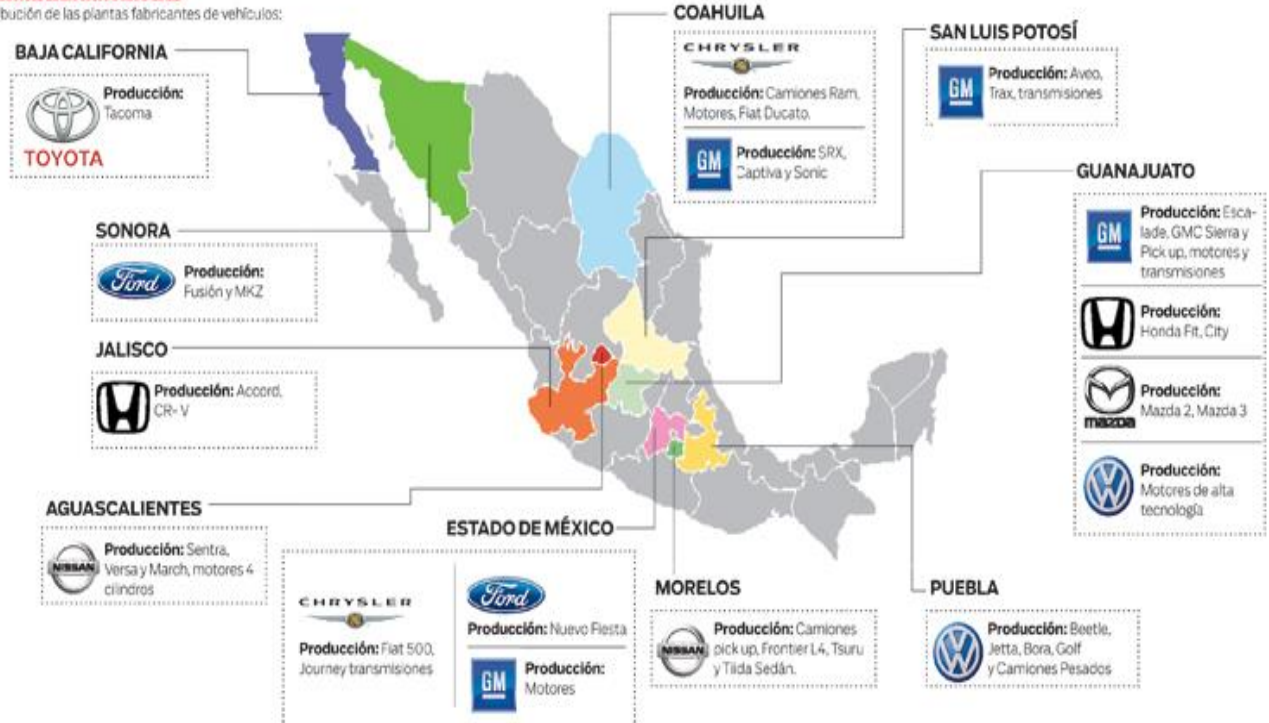 bución de las plantas fabricantes de vehículos:
BAJA CALIFORNIA
Producción:
Tacoma
TOYOTA
SONORA
Ford
Producción:
Fusión y MKZ
JALISCO
Producción: Accord,
CR-V
AGUASCALIENTES
NISSAN
Producción: Sentra,
Versa y March, motores 4
cilindros
ESTADO DE MÉXICO
CHRYSLER
Producción: Fiat 500,
Journey transmisiones
Ford
Producción: Nuevo Fiesta
GM
Producción:
Motores
COAHUILA
CHRYSLER
Producción: Camiones Ram,
Motores, Fiat Ducato.
GM
Producción: SRX,
Captiva y Sonic
SAN LUIS POTOSÍ
GM
Producción: Aveo,
Trax, transmisiones
GUANAJUATO
GM
Producción: Esca-
lade, GMC Sierra y
Pick up, motores y
transmisiones
Producción:
Honda Fit, City
mazda
Producción:
Mazda 2, Mazda 3
Producción:
Motores de alta
tecnología
MORELOS
NISSAN
Producción: Camiones
pick up, Frontier L4, Tsuru
y Tiida Sedán.
PUEBLA
Producción: Beetle,
Jetta, Bora, Golf
y Camiones Pesados